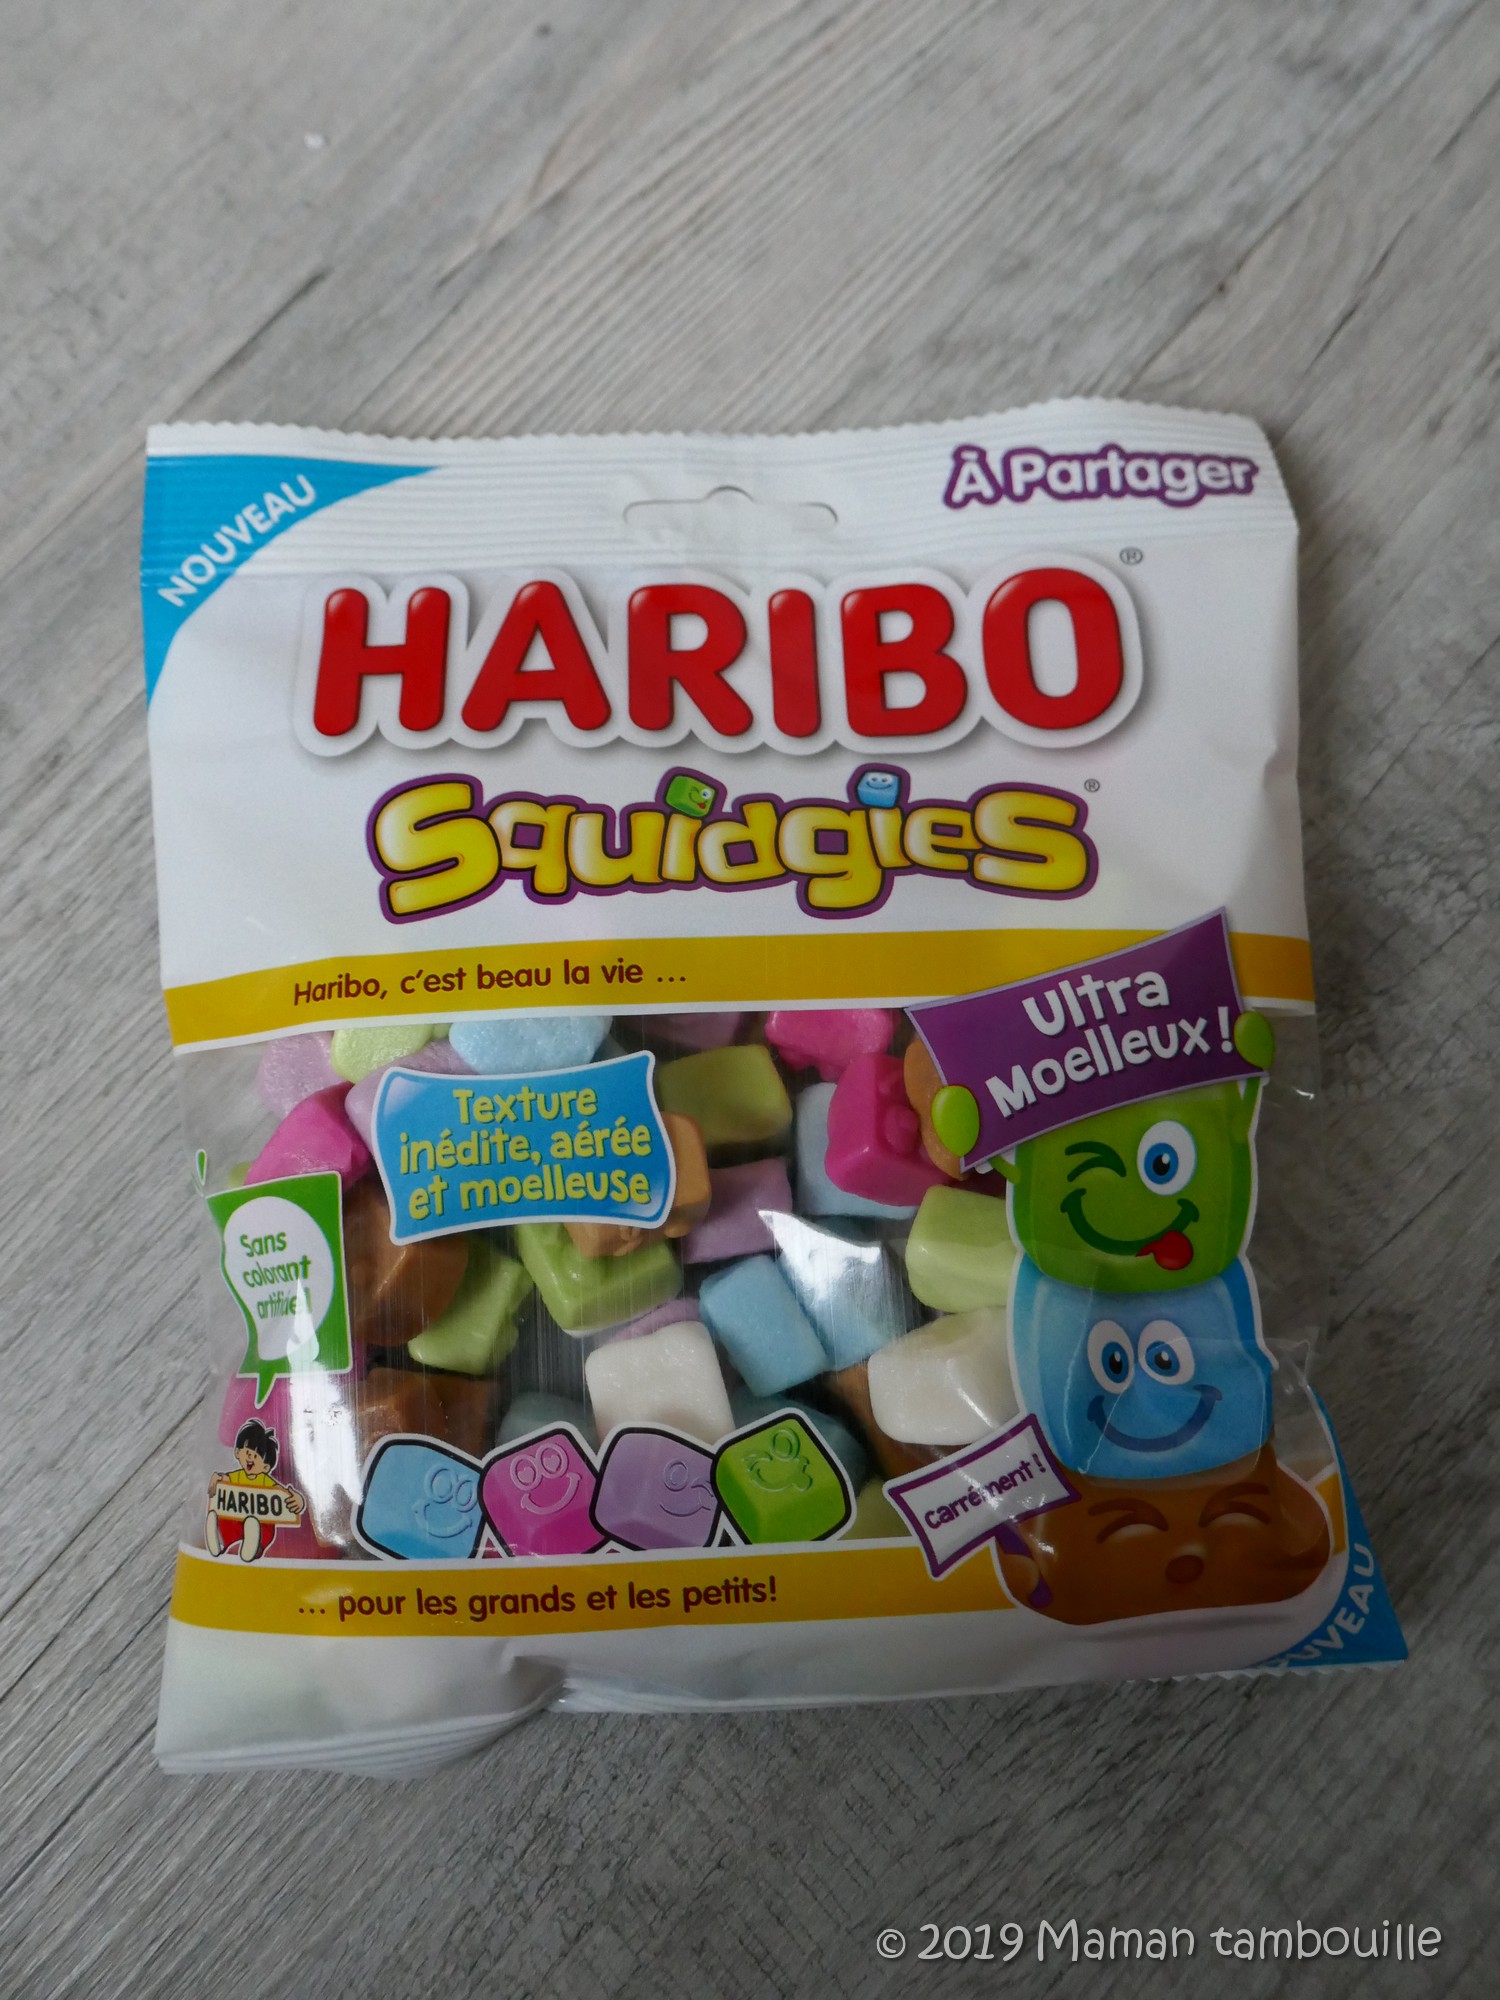 NOUVEAU
À Partager
HARIBO®
Squidgies®
Haribo, c'est beau la vie ...
Ultra
Moelleux !
Texture
inédite, aérée
et moelleuse
Sans
colorant
artificiel
HARIBO
carrément !
... pour les grands et les petits!
© 2019 Maman tambouille